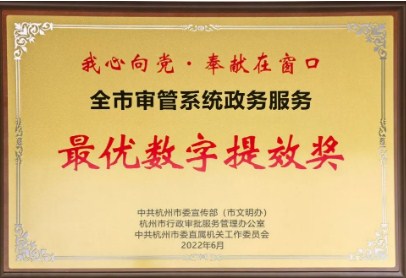 我心向党·奉献在窗口
全市审管系统政务服务
最优数字提效奖
中共杭州市委宣传部（市文明办）
杭州市行政审批服务管理办公室
中共杭州市委直属机关工作委员会
2022年6月